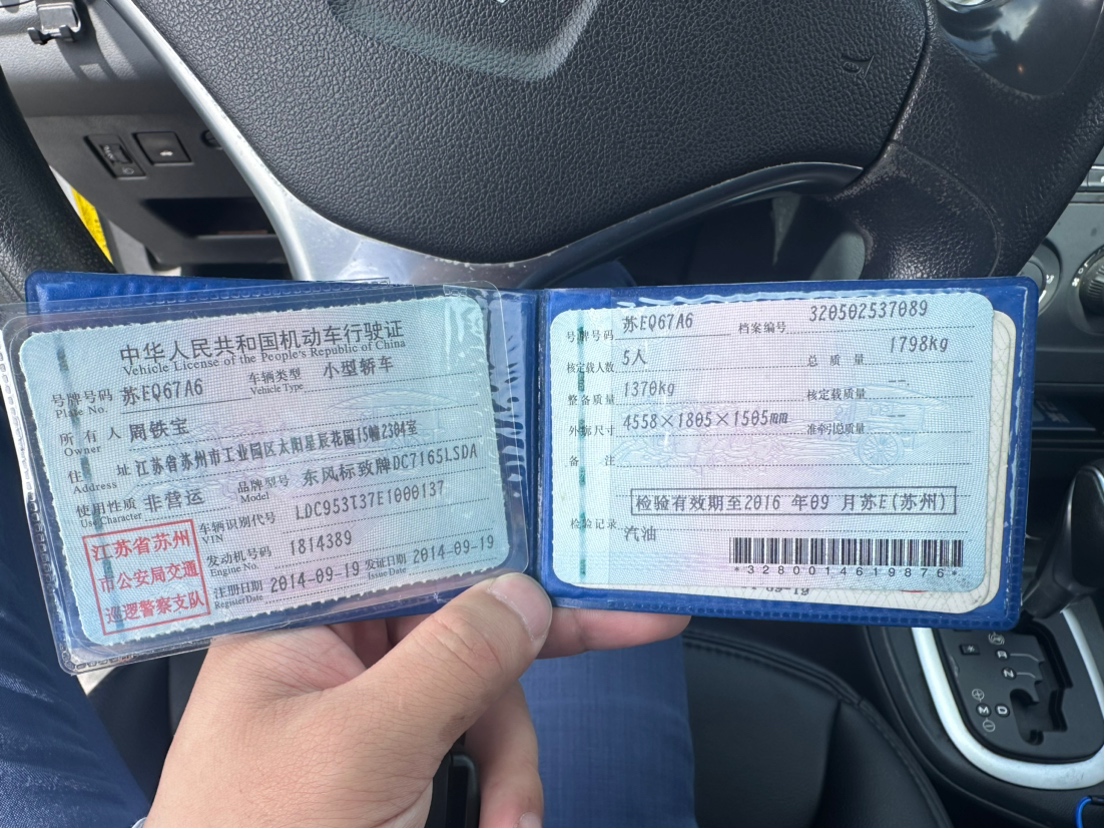 中华人民共和国机动车行驶证
Vehicle License of the People's Republic of China
号牌号码 苏EQ67A6 车辆类型 小型轿车
Plate No. Vehicle Type
所有人 周铁宝
Owner
住址 江苏省苏州市工业园区太阳星辰花园15幢2304室
Address
使用性质 非营运 品牌型号 东风标致牌DC7165LSDA
Use Character Model
车辆识别代号 LDC953T37E1000137
VIN
发动机号码 1814389
Engine No.
注册日期 2014-09-19 发证日期 2014-09-19
Register Date Issue Date
江苏省苏州
市公安局交通
巡逻警察支队
号牌号码 苏EQ67A6 档案编号 320502537089
核定载人数 5人 总质量 1798kg
整备质量 1370kg 核定载质量 --
外廓尺寸 4558×1805×1505 准牵引总质量 --
备注
检验有效期至2016年09月苏E(苏州)
检验记录 汽油
*3280014619876*
09-19
A
N
M D